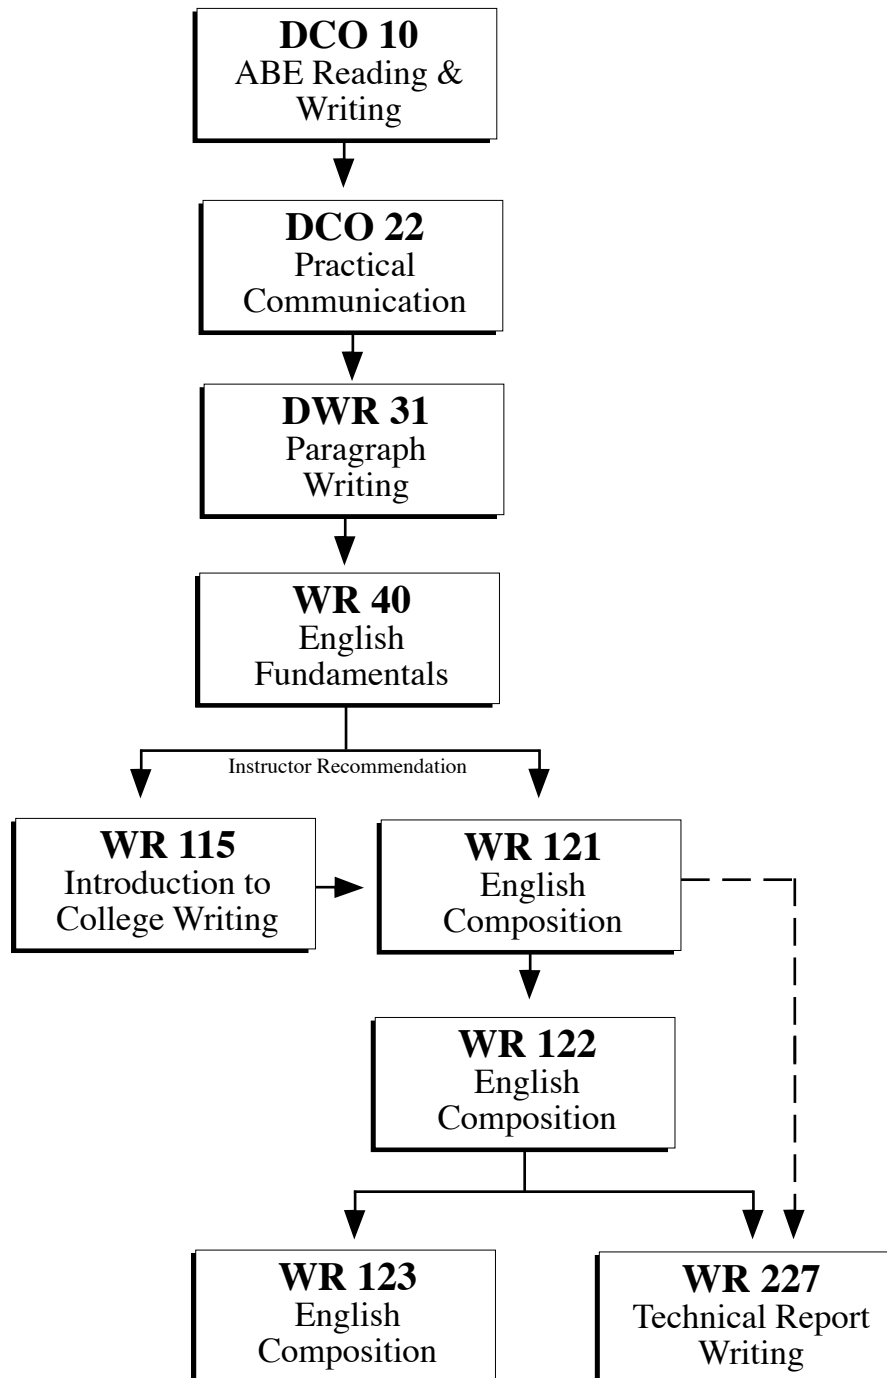 DCO 10
ABE Reading &
Writing
DCO 22
Practical
Communication
DWR 31
Paragraph
Writing
WR 40
English
Fundamentals
Instructor Recommendation
WR 115
Introduction to
College Writing
WR 121
English
Composition
WR 122
English
Composition
WR 123
English
Composition
WR 227
Technical Report
Writing